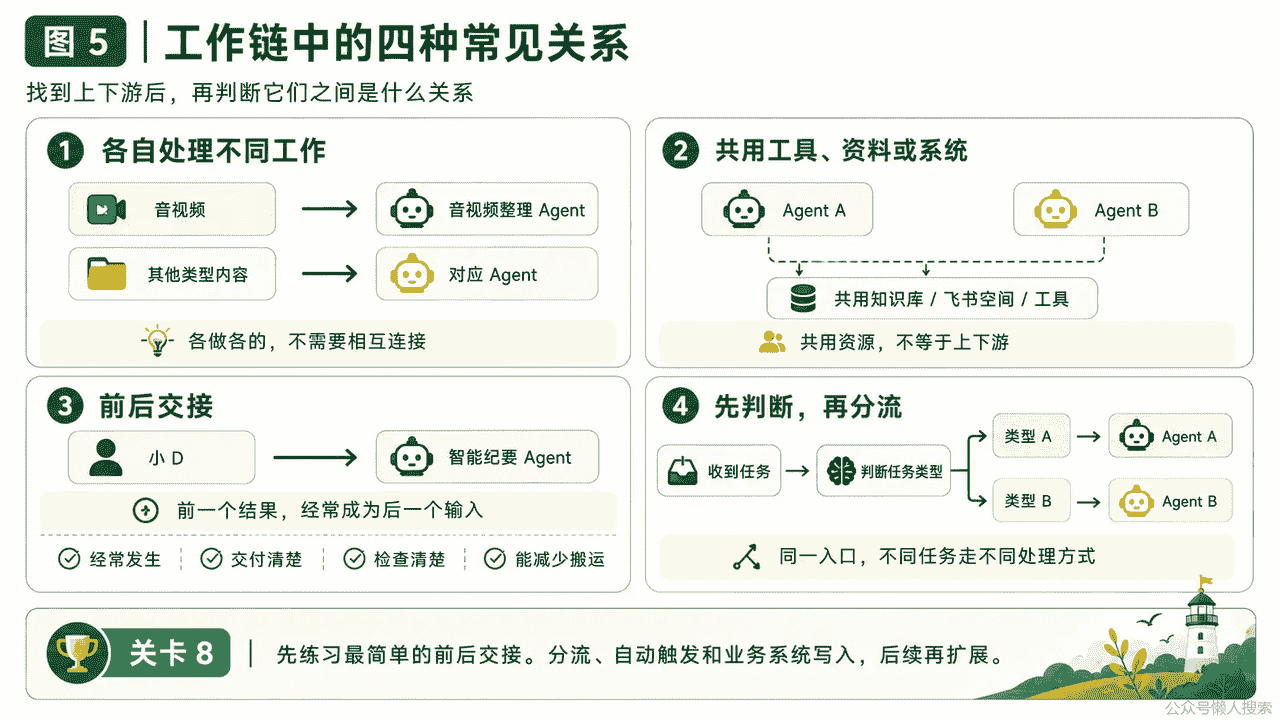 图 5
工作链中的四种常见关系
找到上下游后，再判断它们之间是什么关系
1 各自处理不同工作
音视频
音视频整理 Agent
其他类型内容
对应 Agent
各做各的，不需要相互连接
2 共用工具、资料或系统
Agent A
Agent B
共用知识库 / 飞书空间 / 工具
共用资源，不等于上下游
3 前后交接
小 D
智能纪要 Agent
前一个结果，经常成为后一个输入
经常发生
交付清楚
检查清楚
能减少搬运
4 先判断，再分流
收到任务
判断任务类型
类型 A
Agent A
类型 B
Agent B
同一入口，不同任务走不同处理方式
关卡 8
先练习最简单的前后交接。分流、自动触发和业务系统写入，后续再扩展。
公众号懒人搜索